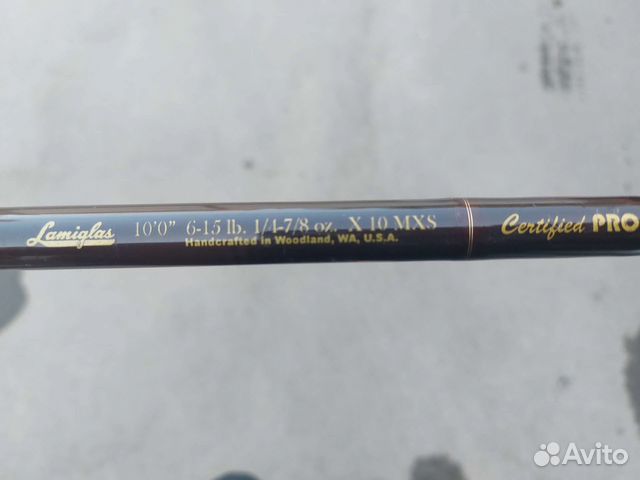 Lamiglas 10'0" 6-15 lb. 1/4-7/8 oz. X 10 MXS Certified PRO
Handcrafted in Woodland, WA, U.S.A.
Avito